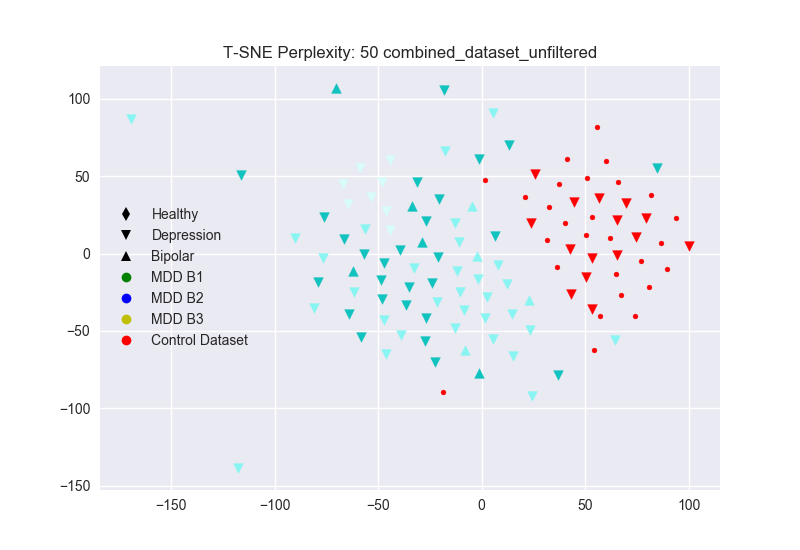 T-SNE Perplexity: 50 combined_dataset_unfiltered
100
50
0
−50
−100
−150
Healthy
Depression
Bipolar
MDD B1
MDD B2
MDD B3
Control Dataset
−150
−100
−50
0
50
100